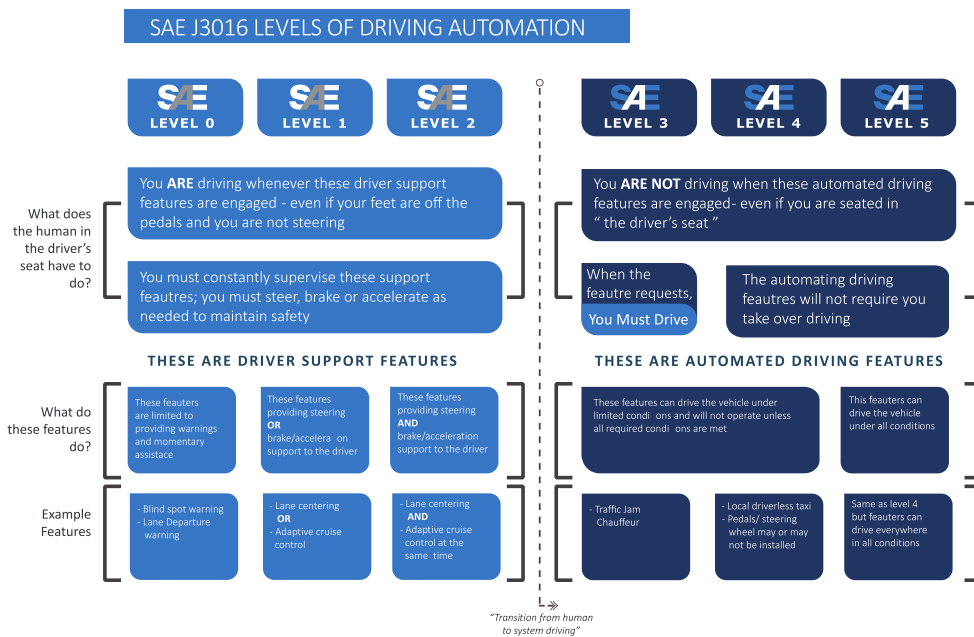 SAE J3016 LEVELS OF DRIVING AUTOMATION
SAE
LEVEL 0
SAE
LEVEL 1
SAE
LEVEL 2
SAE
LEVEL 3
SAE
LEVEL 4
SAE
LEVEL 5
What does
the human in
the driver's
seat have to
do?
You ARE driving whenever these driver support
features are engaged - even if your feet are off the
pedals and you are not steering
You must constantly supervise these support
feautres; you must steer, brake or accelerate as
needed to maintain safety
You ARE NOT driving when these automated driving
features are engaged- even if you are seated in
“ the driver's seat ”
When the
feautre requests,
You Must Drive
The automating driving
feautres will not require you
take over driving
THESE ARE DRIVER SUPPORT FEATURES
THESE ARE AUTOMATED DRIVING FEATURES
What do
these features
do?
These feauters
are limited to
providing warnings
and momentary
assistace
These features
providing steering
OR
brake/accelera on
support to the driver
These features
providing steering
AND
brake/acceleration
support to the driver
These features can drive the vehicle under
limited condi ons and will not operate unless
all required condi ons are met
This feauters can
drive the vehicle
under all conditions
Example
Features
- Blind spot warning
- Lane Departure
warning
- Lane centering
OR
- Adaptive cruise
control
- Lane centering
AND
- Adaptive cruise
control at the
same time
- Traffic Jam
Chauffeur
- Local driverless taxi
- Pedals/ steering
wheel may or may
not be installed
Same as level 4
but feauters can
drive everywhere
in all conditions
“Transition from human
to system driving”